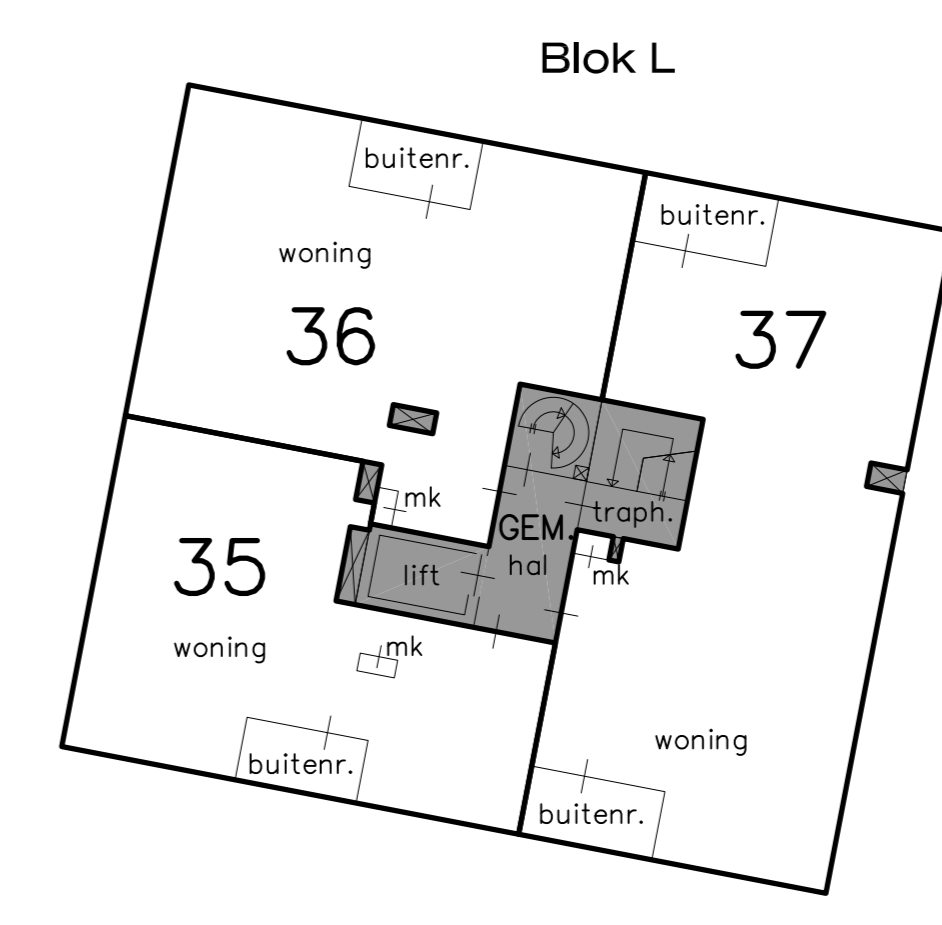 Blok L
buitenr.
buitenr.
woning
36
37
mk
GEM.
traph.
hal
lift
mk
35
woning
mk
woning
buitenr.
buitenr.